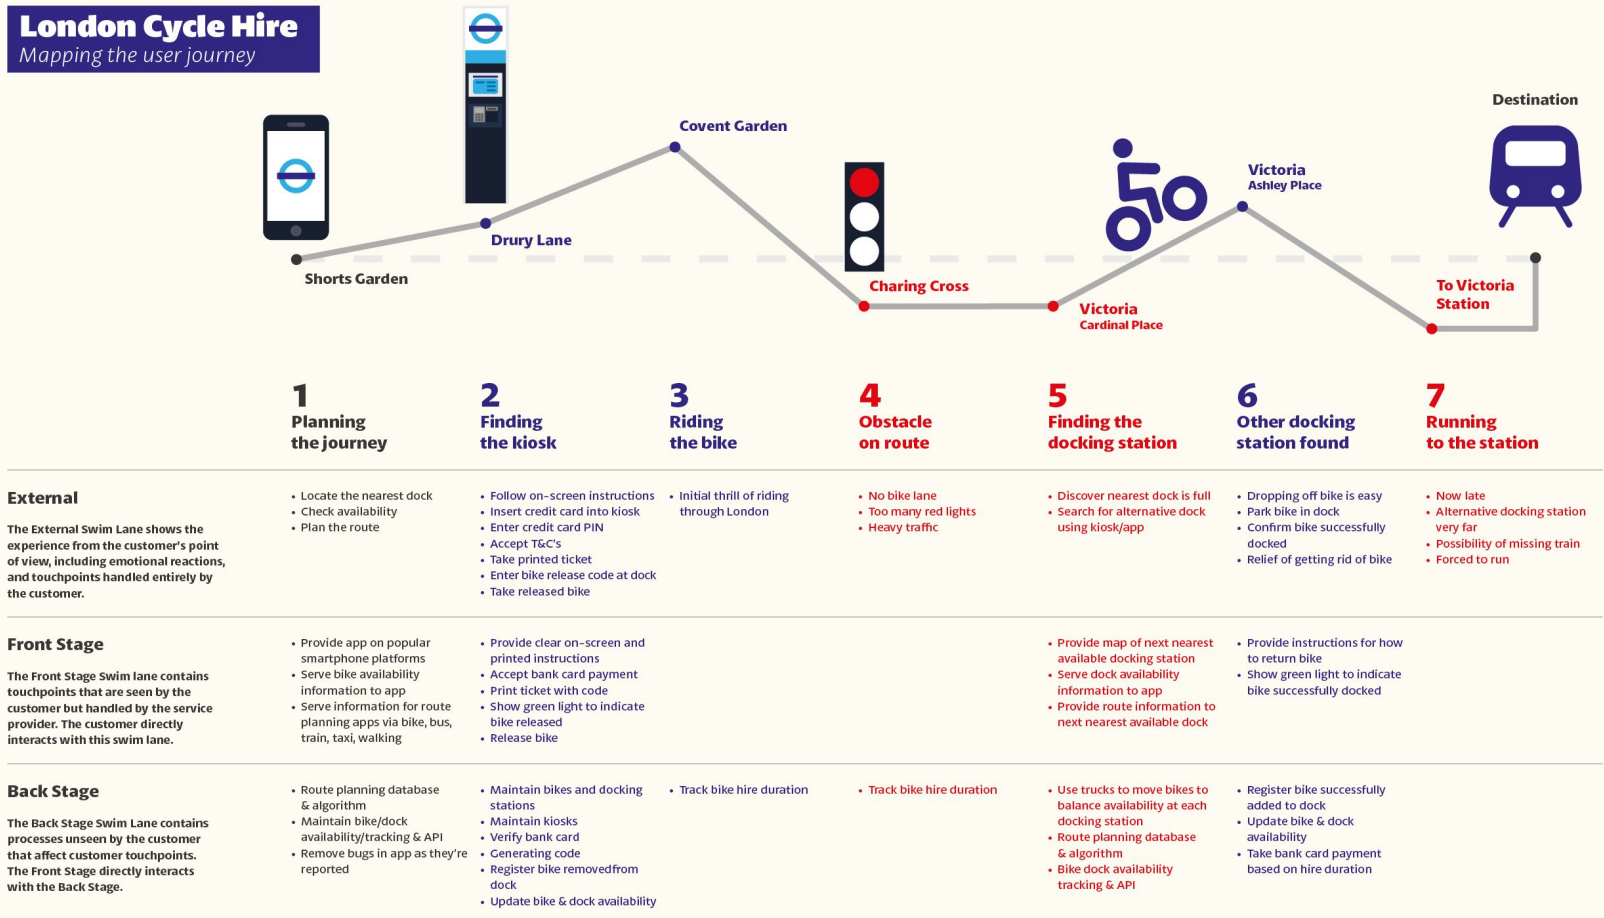 London Cycle Hire
Mapping the user journey
Destination
Covent Garden
Victoria
Ashley Place
Drury Lane
Shorts Garden
Charing Cross
To Victoria
Station
Victoria
Cardinal Place
1
Planning
the journey
2
Finding
the kiosk
3
Riding
the bike
4
Obstacle
on route
5
Finding the
docking station
6
Other docking
station found
7
Running
to the station
External
The External Swim Lane shows the
experience from the customer's point
of view, including emotional reactions,
and touchpoints handled entirely by
the customer.
• Locate the nearest dock
• Check availability
• Plan the route
• Follow on-screen instructions
• Insert credit card into kiosk
• Enter credit card PIN
• Accept T&C's
• Take printed ticket
• Enter bike release code at dock
• Take released bike
• Initial thrill of riding
through London
• No bike lane
• Too many red lights
• Heavy traffic
• Discover nearest dock is full
• Search for alternative dock
using kiosk/app
• Dropping off bike is easy
• Park bike in dock
• Confirm bike successfully
docked
• Relief of getting rid of bike
• Now late
• Alternative docking station
very far
• Possibility of missing train
• Forced to run
Front Stage
The Front Stage Swim lane contains
touchpoints that are seen by the
customer but handled by the service
provider. The customer directly
interacts with this swim lane.
• Provide app on popular
smartphone platforms
• Serve bike availability
information to app
• Serve information for route
planning apps via bike, bus,
train, taxi, walking
• Provide clear on-screen and
printed instructions
• Accept bank card payment
• Print ticket with code
• Show green light to indicate
bike released
• Release bike
• Provide map of next nearest
available docking station
• Serve dock availability
information to app
• Provide route information to
next nearest available dock
• Provide instructions for how
to return bike
• Show green light to indicate
bike successfully docked
Back Stage
The Back Stage Swim Lane contains
processes unseen by the customer
that affect customer touchpoints.
The Front Stage directly interacts
with the Back Stage.
• Route planning database
& algorithm
• Maintain bike/dock
availability/tracking & API
• Remove bugs in app as they're
reported
• Maintain bikes and docking
stations
• Maintain kiosks
• Verify bank card
• Generating code
• Register bike removedfrom
dock
• Update bike & dock availability
• Track bike hire duration
• Track bike hire duration
• Use trucks to move bikes to
balance availability at each
docking station
• Route planning database
& algorithm
• Bike dock availability
tracking & API
• Register bike successfully
added to dock
• Update bike & dock
availability
• Take bank card payment
based on hire duration